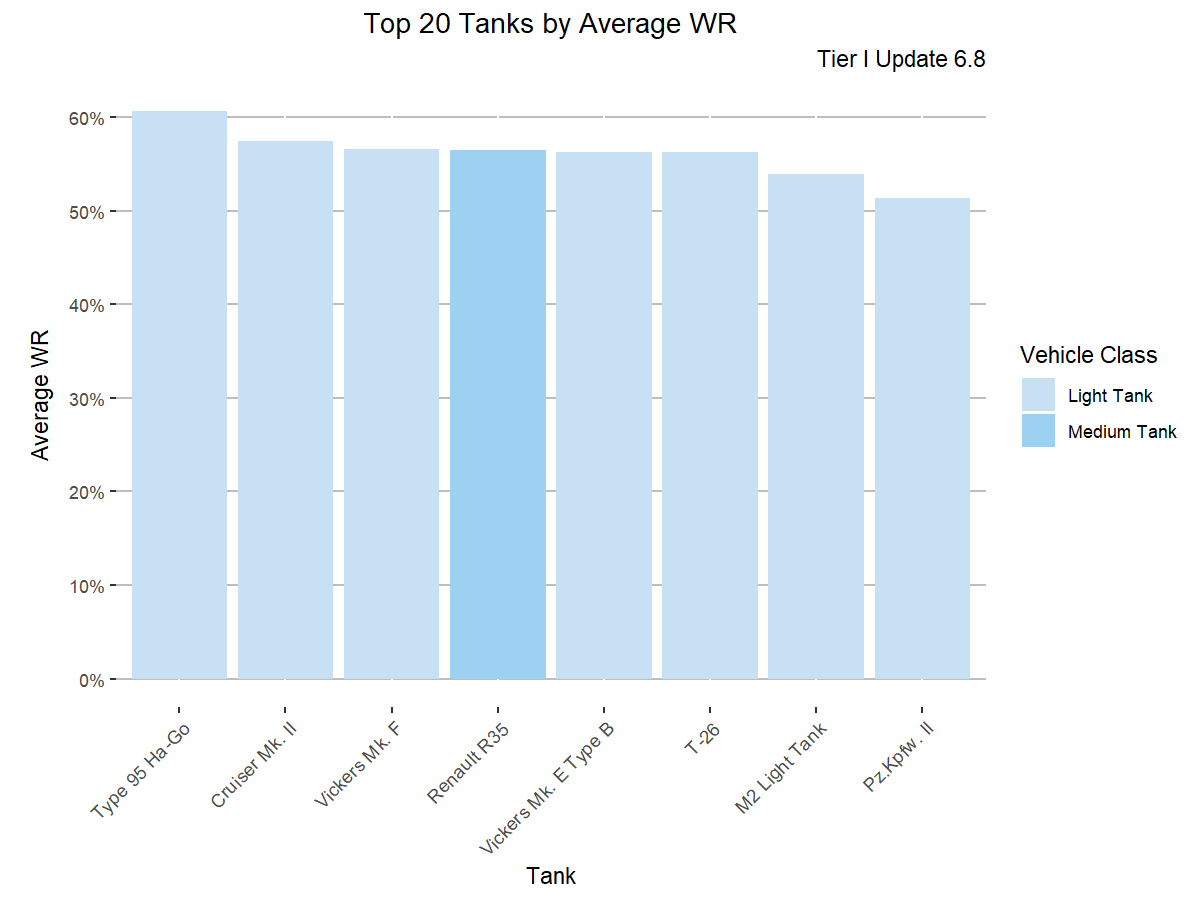 Top 20 Tanks by Average WR
Tier I Update 6.8
60%
50%
40%
30%
20%
10%
0%
Average WR
Type 95 Ha-Go
Cruiser Mk. II
Vickers Mk. F
Renault R35
Vickers Mk. E Type B
T-26
M2 Light Tank
Pz.Kpfw. II
Tank
Vehicle Class
Light Tank
Medium Tank